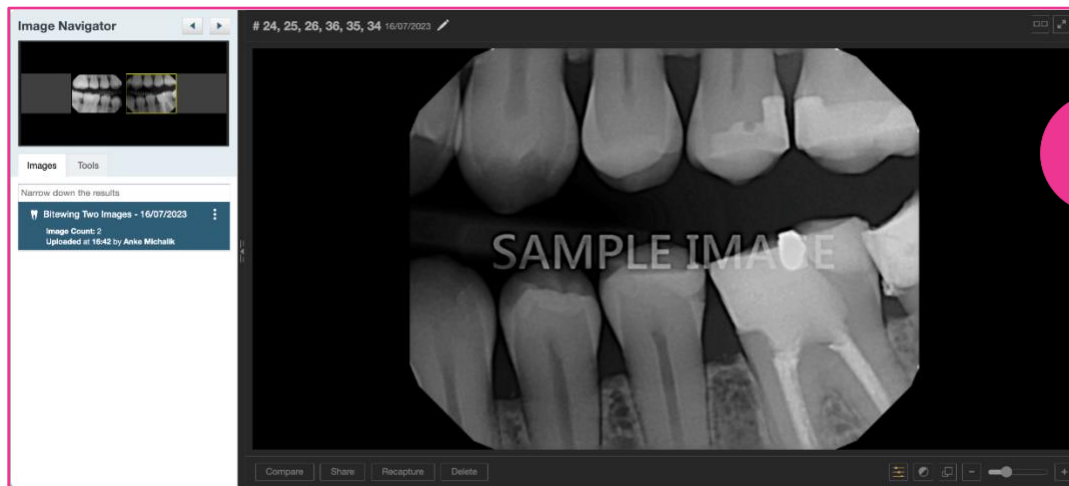 Image Navigator
# 24, 25, 26, 36, 35, 34 16/07/2023
Images
Tools
Narrow down the results
Bitewing Two Images - 16/07/2023
Image Count: 2
Uploaded at 16:42 by Anke Michalik
SAMPLE IMAGE
Compare
Share
Recapture
Delete